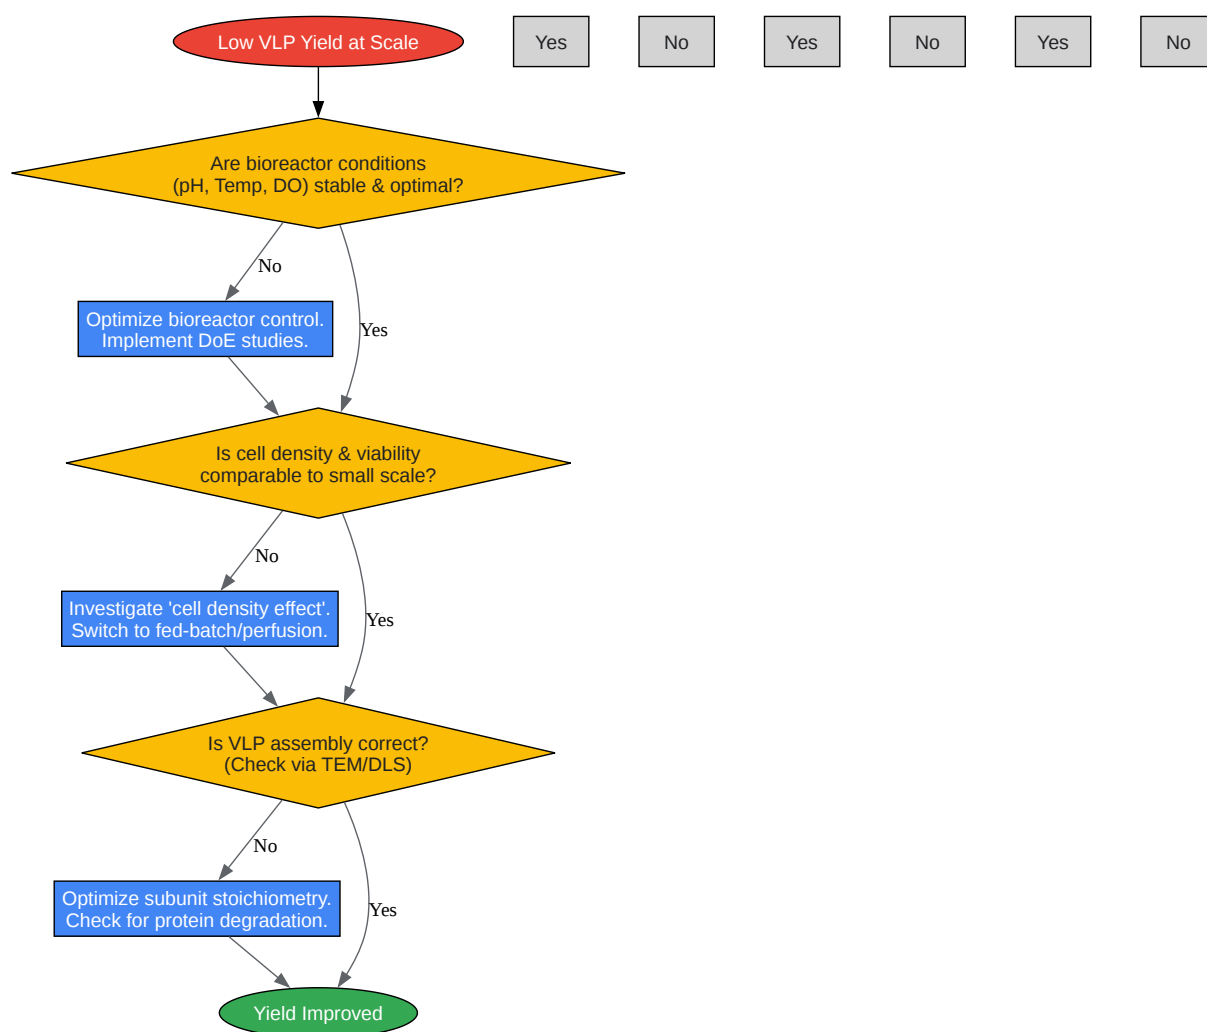 Low VLP Yield at Scale
Yes
No
Yes
No
Yes
No
Are bioreactor conditions
(pH, Temp, DO) stable & optimal?
No
Optimize bioreactor control.
Implement DoE studies.
Yes
Is cell density & viability
comparable to small scale?
No
Investigate 'cell density effect'.
Switch to fed-batch/perfusion.
Yes
Is VLP assembly correct?
(Check via TEM/DLS)
No
Optimize subunit stoichiometry.
Check for protein degradation.
Yes
Yield Improved